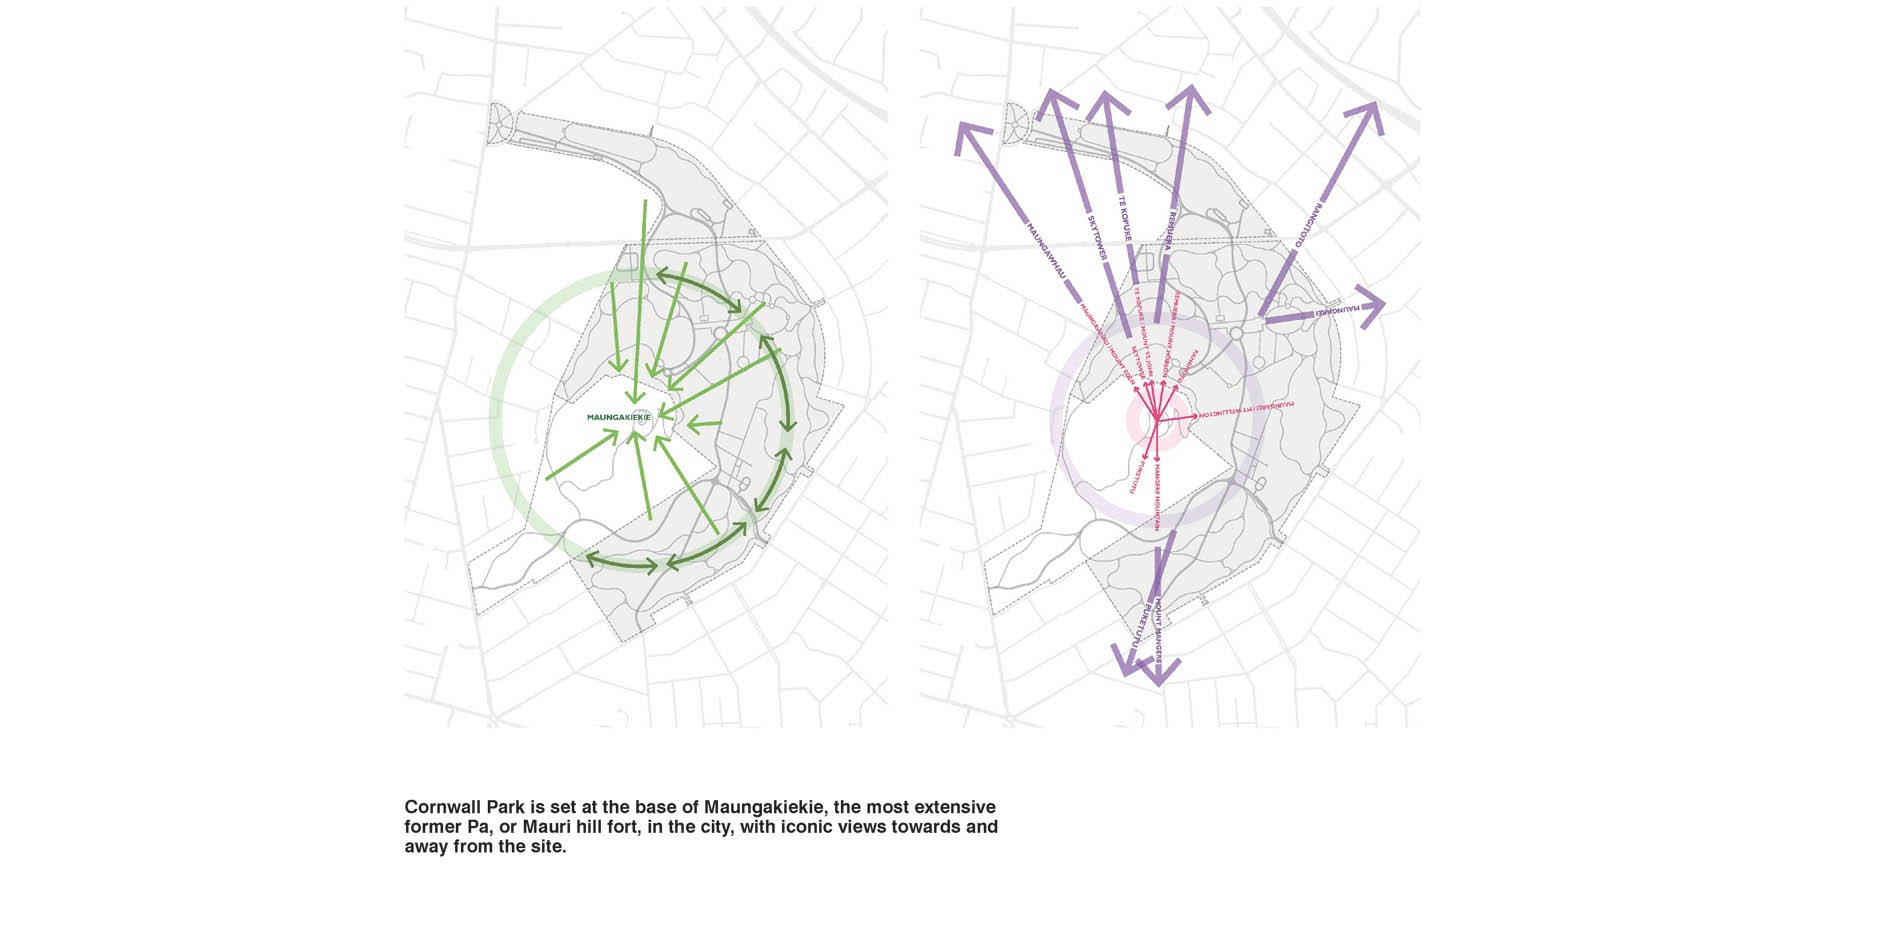 MAUNGAKIEKIE
MAUNGAWHAU
SKYTOWER
TE KOPUKE
REMUERA
RANGITOTO
MAUNGAREI
MAUNGAWHAU / MOUNT EDEN
SKYTOWER
TE KOPUKE / MOUNT ST JOHN
REMUERA / MOUNT HOBSON
RANGITOTO
MAUNGAREI / MT WELLINGTON
PUKETUTU
MANGERE MOUNTAIN
PUKETUTU
MOUNT MANGERE
Cornwall Park is set at the base of Maungakiekie, the most extensive
former Pa, or Mauri hill fort, in the city, with iconic views towards and
away from the site.